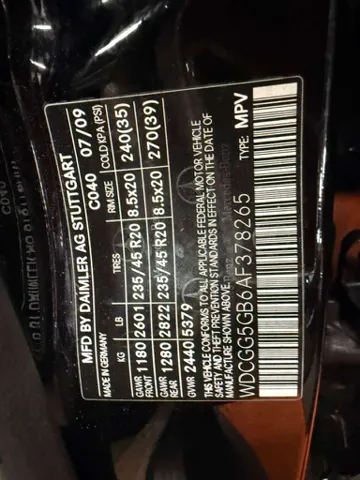 MFD BY DAIMLER AG STUTTGART
MADE IN GERMANY C040 07/09
KG LB TIRES RIM SIZE COLD KPA (PSI)
GAWR FRONT 1180 2601 235/45 R20 8.5x20 240(35)
GAWR REAR 1280 2822 235/45 R20 8.5x20 270(39)
GVWR 2440 5379
THIS VEHICLE CONFORMS TO ALL APPLICABLE FEDERAL MOTOR VEHICLE
SAFETY AND THEFT PREVENTION STANDARDS IN EFFECT ON THE DATE OF
MANUFACTURE SHOWN ABOVE.
WDCGG5GB6AF378265 TYPE: MPV